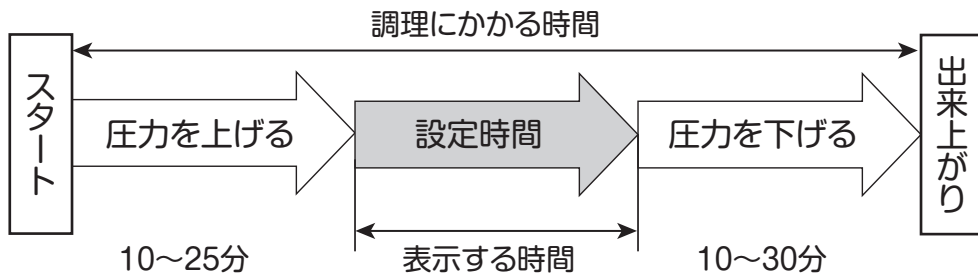 調理にかかる時間
スタート
圧力を上げる
設定時間
圧力を下げる
出来上がり
10～25分
表示する時間
10～30分